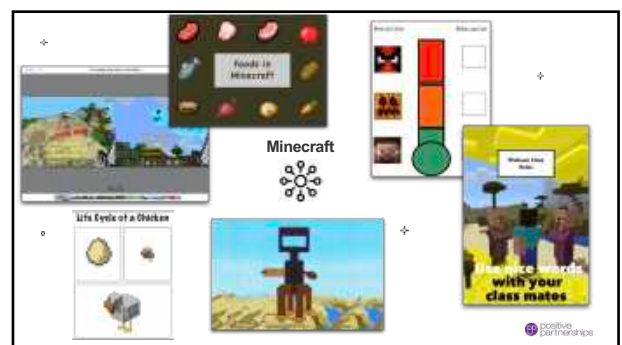 Foods in
Minecraft
Minecraft
Life Cycle of a Chicken
Use nice words
with your
class mates
positive
partnerships